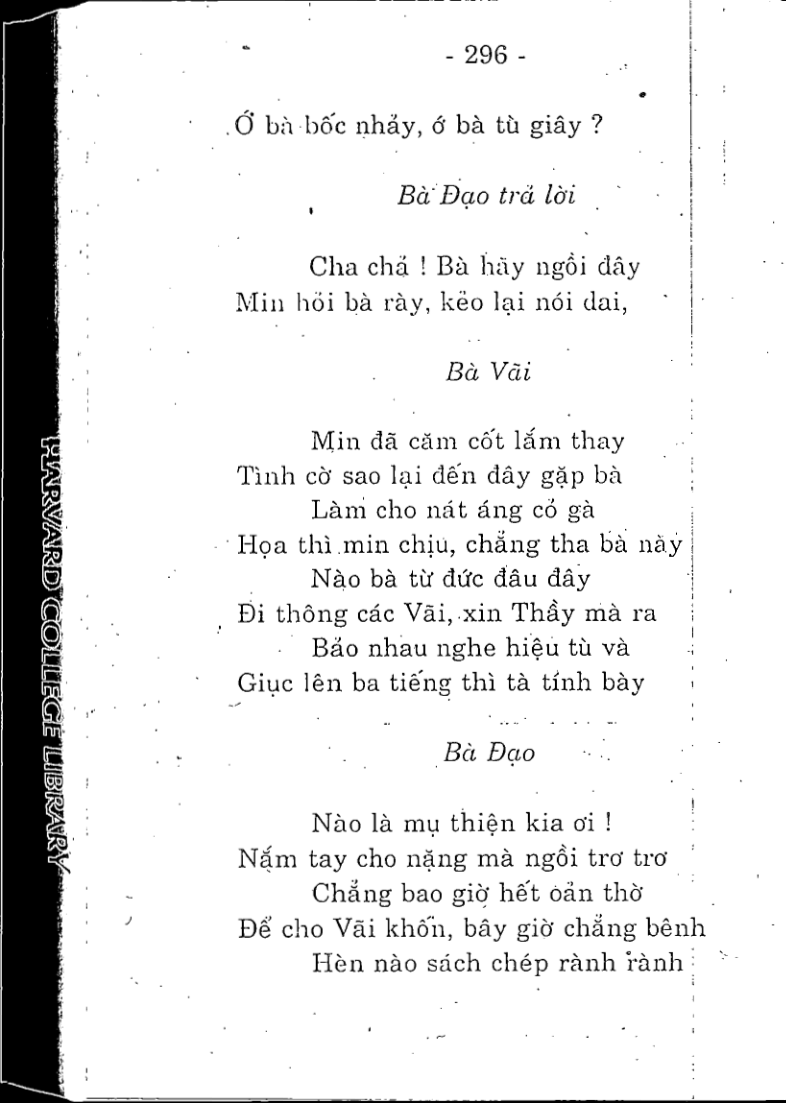 - 296 -
Ớ bà bốc nhảy, ớ bà tù giây ?
Bà Đạo trả lời
Cha chả ! Bà hãy ngồi đây
Min hỏi bà rày, kẻo lại nói dai,
Bà Vãi
Min đã căm cốt lắm thay
Tình cờ sao lại đến đây gặp bà
Làm cho nát áng cỏ gà
Họa thì min chịu, chẳng tha bà nầy
Nào bà từ đức đâu đây
Đi thông các Vãi, xin Thầy mà ra
Bảo nhau nghe hiệu tù và
Giục lên ba tiếng thì tà tính bày
Bà Đạo
Nào là mụ thiện kia ơi !
Nắm tay cho nặng mà ngồi trơ trơ
Chẳng bao giờ hết oản thờ
Để cho Vãi khốn, bây giờ chẳng bênh
Hèn nào sách chép rành rành
HARVARD COLLEGE LIBRARY